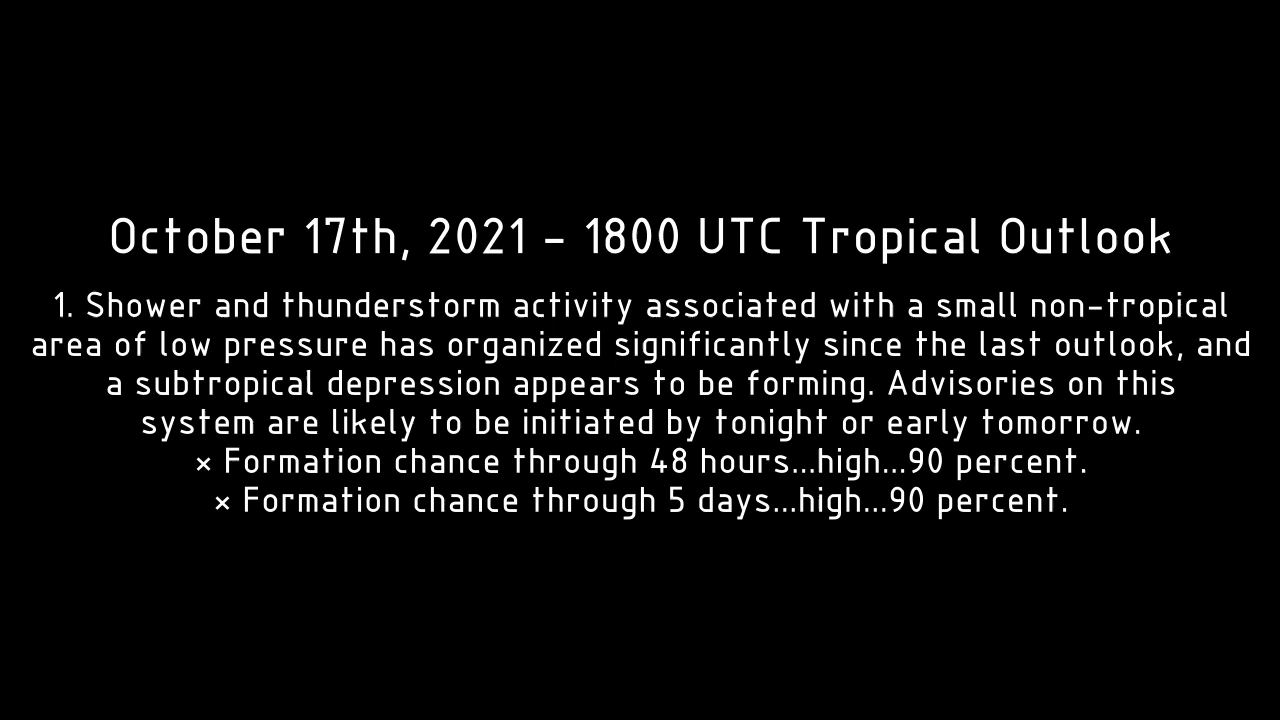 October 17th, 2021 - 1800 UTC Tropical Outlook
1. Shower and thunderstorm activity associated with a small non-tropical
area of low pressure has organized significantly since the last outlook, and
a subtropical depression appears to be forming. Advisories on this
system are likely to be initiated by tonight or early tomorrow.
× Formation chance through 48 hours...high...90 percent.
× Formation chance through 5 days...high...90 percent.